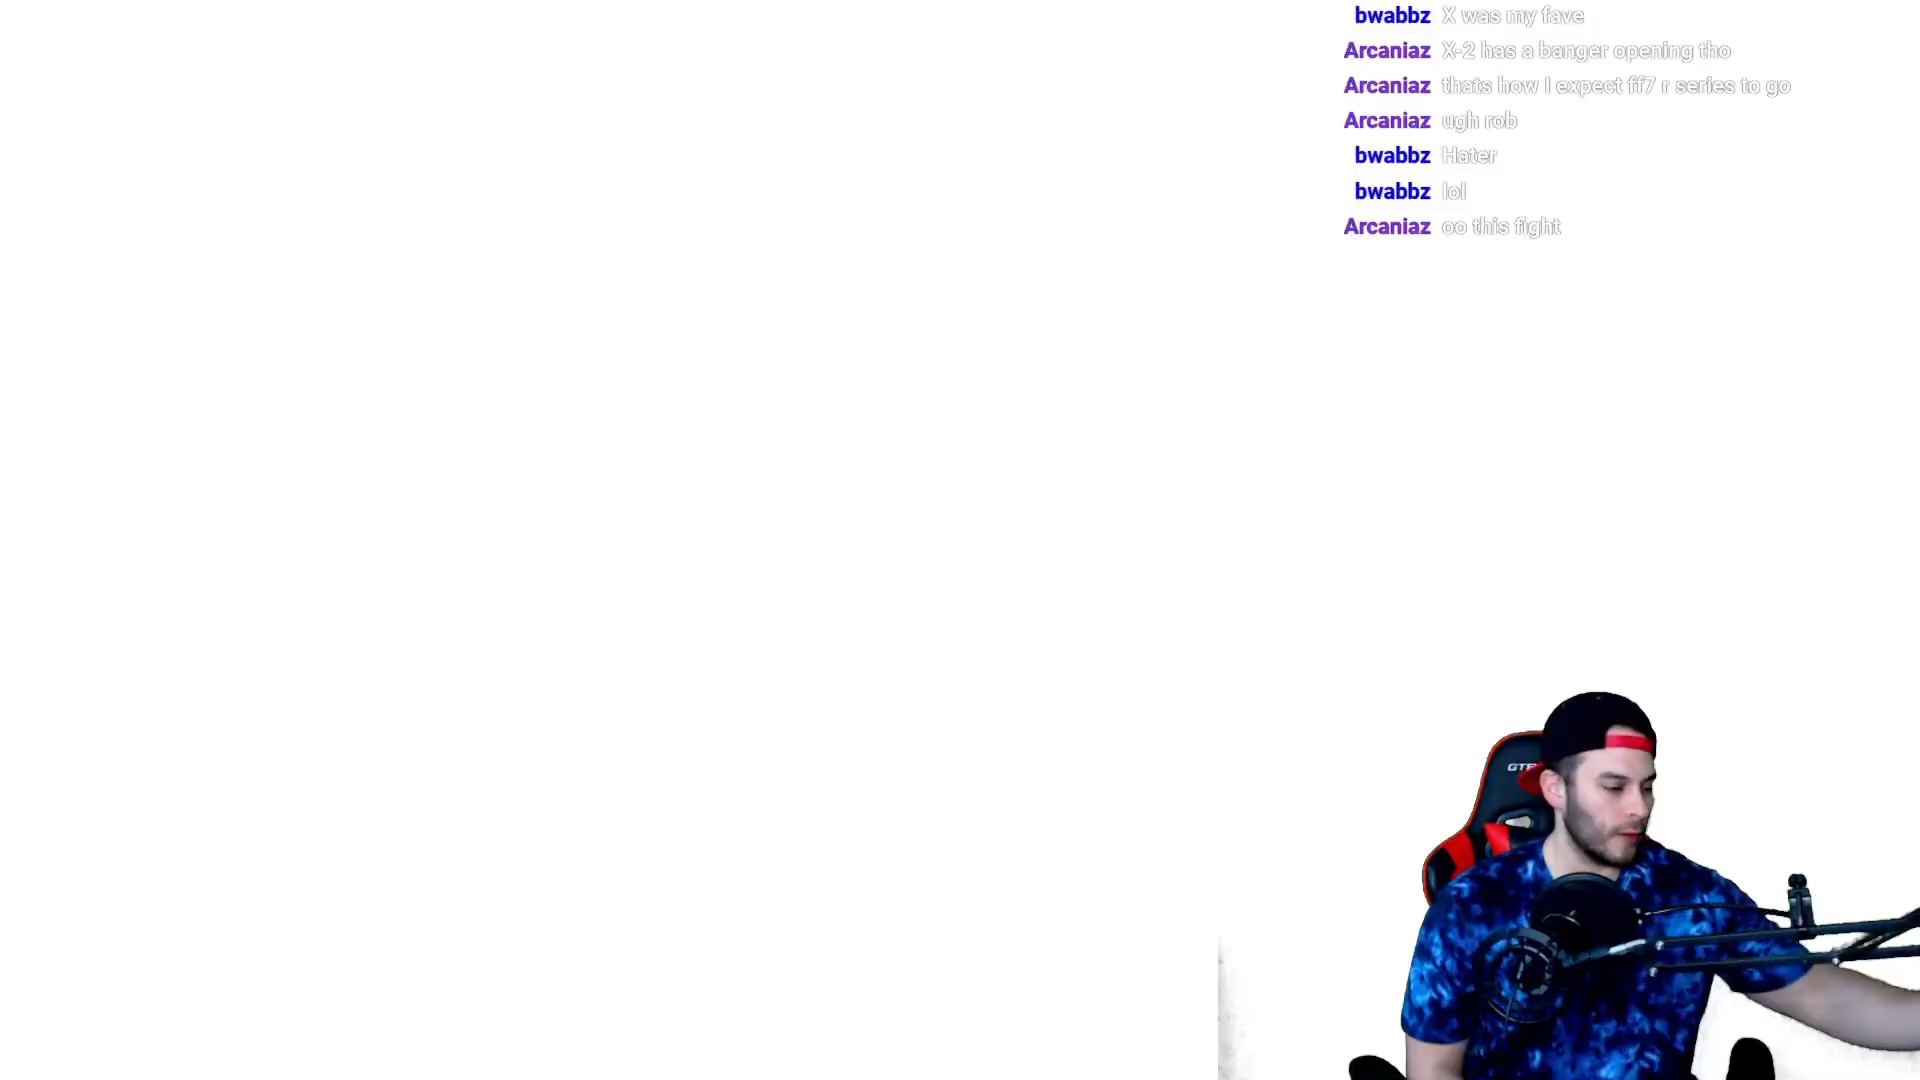 bwabbz X was my fave
Arcaniaz X-2 has a banger opening tho
Arcaniaz thats how I expect ff7 r series to go
Arcaniaz ugh rob
bwabbz Hater
bwabbz lol
Arcaniaz oo this fight